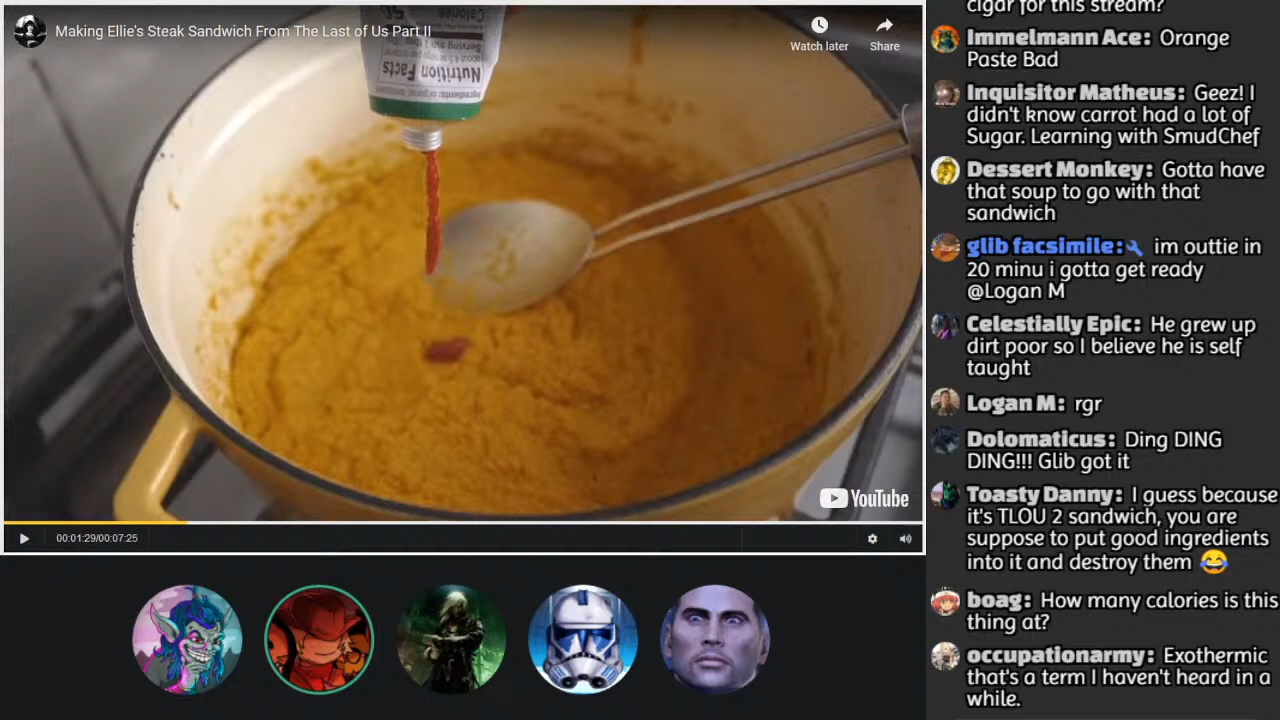 Making Ellie's Steak Sandwich From The Last of Us Part II
Watch later
Share
Calories
50
Nutrition Facts
YouTube
00:01:29/00:07:25
cigar for this stream?
Immelmann Ace: Orange
Paste Bad
Inquisitor Matheus: Geez! I
didn't know carrot had a lot of
Sugar. Learning with SmudChef
Dessert Monkey: Gotta have
that soup to go with that
sandwich
glib facsimile: im outtie in
20 minu i gotta get ready
@Logan M
Celestially Epic: He grew up
dirt poor so I believe he is self
taught
Logan M: rgr
Dolomaticus: Ding DING
DING!!! Glib got it
Toasty Danny: I guess because
it's TLOU 2 sandwich, you are
suppose to put good ingredients
into it and destroy them 😂
boag: How many calories is this
thing at?
occupationarmy: Exothermic
that's a term I haven't heard in a
while.